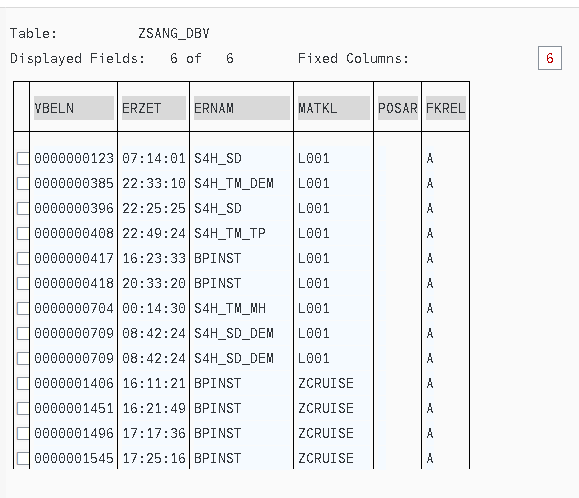 Table: ZSANG_DBV
Displayed Fields: 6 of 6 Fixed Columns: 6
VBELN ERZET ERNAM MATKL POSAR FKREL
0000000123 07:14:01 S4H_SD L001 A
0000000385 22:33:10 S4H_TM_DEM L001 A
0000000396 22:25:25 S4H_SD L001 A
0000000408 22:49:24 S4H_TM_TP L001 A
0000000417 16:23:33 BPINST L001 A
0000000418 20:33:20 BPINST L001 A
0000000704 00:14:30 S4H_TM_MH L001 A
0000000709 08:42:24 S4H_SD_DEM L001 A
0000000709 08:42:24 S4H_SD_DEM L001 A
0000001406 16:11:21 BPINST ZCRUISE A
0000001451 16:21:49 BPINST ZCRUISE A
0000001496 17:17:36 BPINST ZCRUISE A
0000001545 17:25:16 BPINST ZCRUISE A